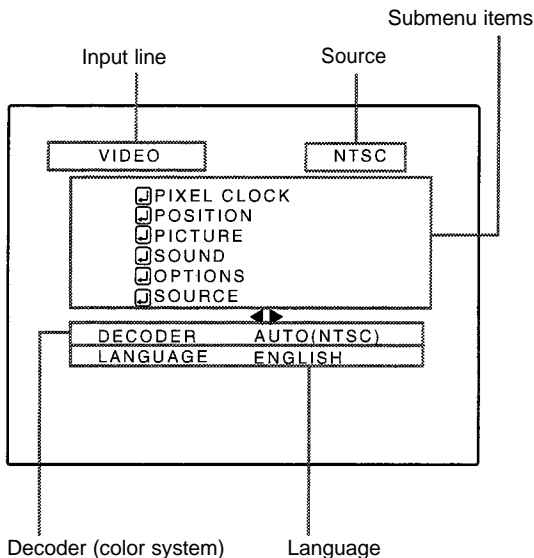 Submenu items
Input line Source
VIDEO NTSC
PIXEL CLOCK
POSITION
PICTURE
SOUND
OPTIONS
SOURCE
DECODER AUTO(NTSC)
LANGUAGE ENGLISH
Decoder (color system) Language